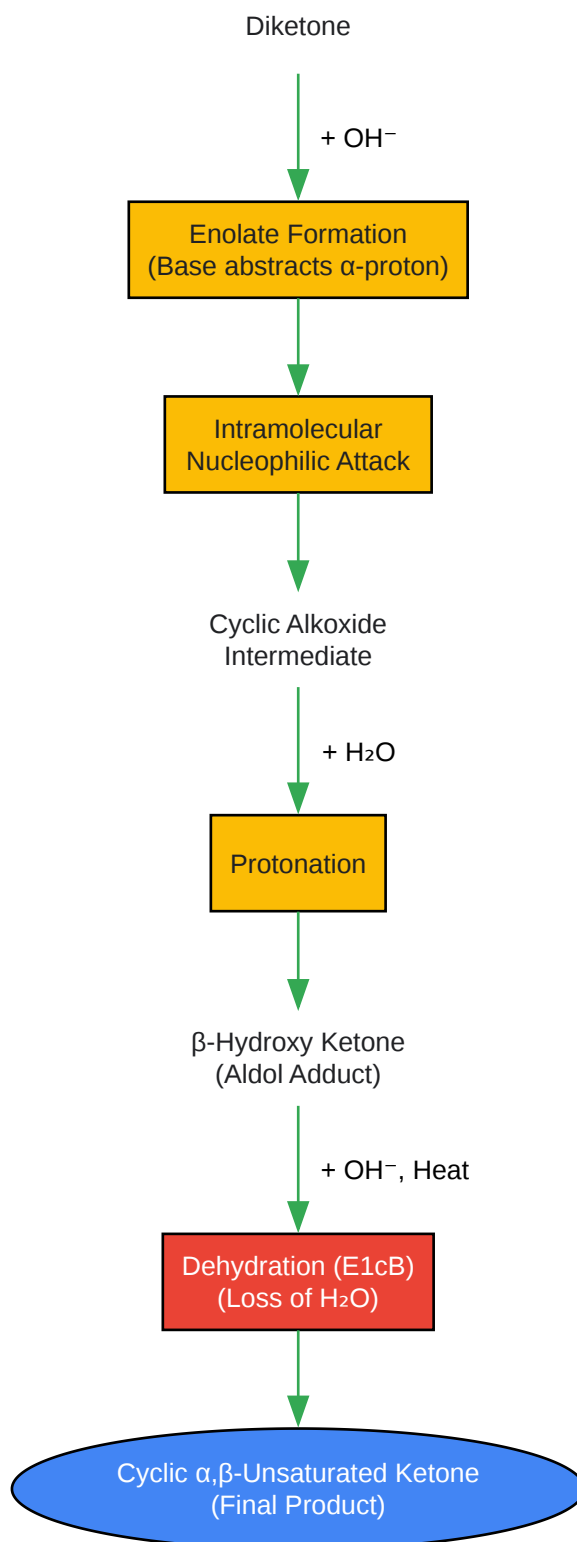 Diketone
+ OH⁻
Enolate Formation
(Base abstracts α-proton)
Intramolecular
Nucleophilic Attack
Cyclic Alkoxide
Intermediate
+ H₂O
Protonation
β-Hydroxy Ketone
(Aldol Adduct)
+ OH⁻, Heat
Dehydration (E1cB)
(Loss of H₂O)
Cyclic α,β-Unsaturated Ketone
(Final Product)